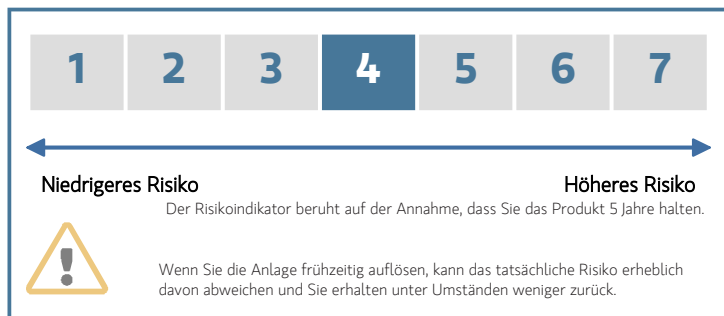 1 2 3 4 5 6 7
Niedrigeres Risiko Höheres Risiko
Der Risikoindikator beruht auf der Annahme, dass Sie das Produkt 5 Jahre halten.
Wenn Sie die Anlage frühzeitig auflösen, kann das tatsächliche Risiko erheblich
davon abweichen und Sie erhalten unter Umständen weniger zurück.